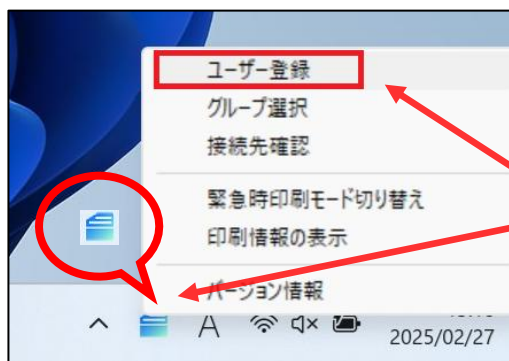 ユーザー登録
グループ選択
接続先確認
緊急時印刷モード切り替え
印刷情報の表示
バージョン情報
A
2025/02/27